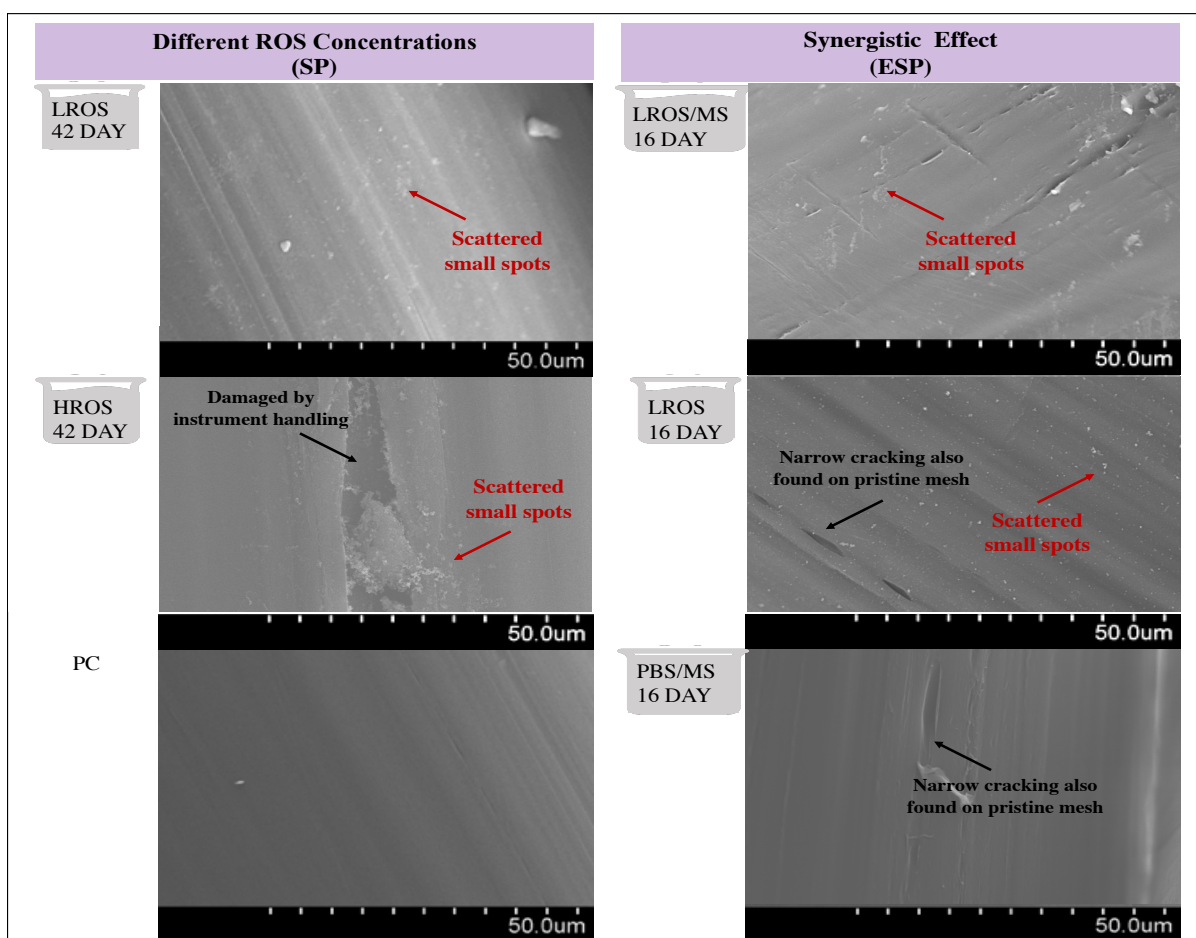 Different ROS Concentrations
(SP)
Synergistic Effect
(ESP)
LROS
42 DAY
Scattered
small spots
50.0um
LROS/MS
16 DAY
Scattered
small spots
50.0um
HROS
42 DAY
Damaged by
instrument handling
Scattered
small spots
50.0um
LROS
16 DAY
Narrow cracking also
found on pristine mesh
Scattered
small spots
50.0um
PC
50.0um
PBS/MS
16 DAY
Narrow cracking also
found on pristine mesh
50.0um